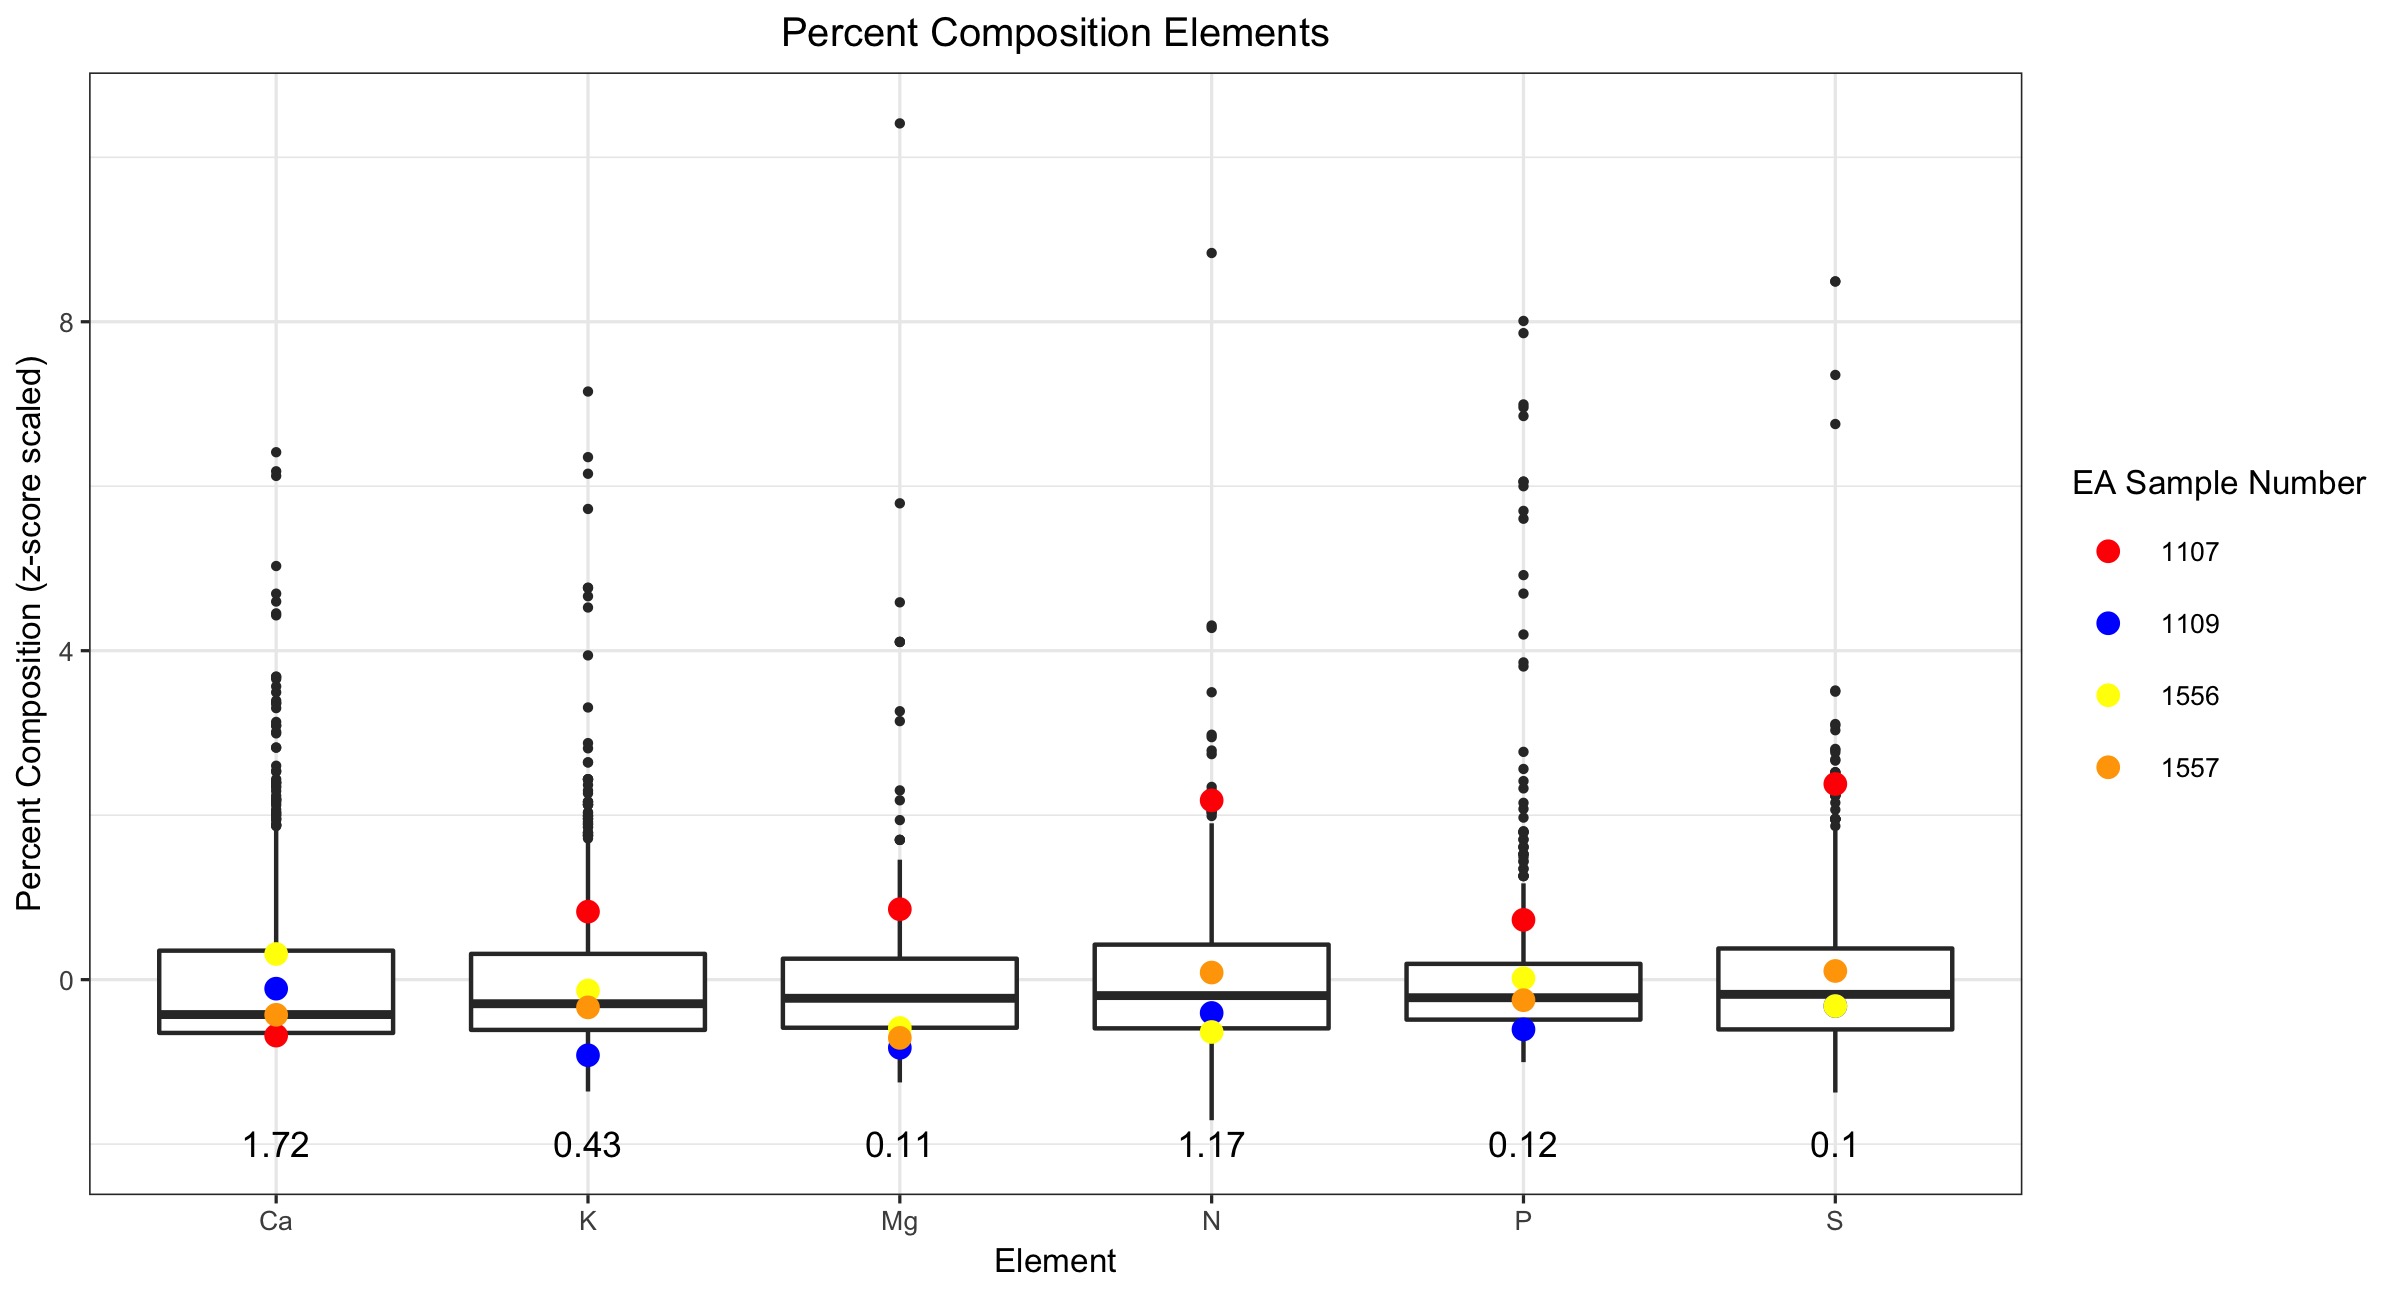 Percent Composition Elements
Percent Composition (z-score scaled)
8
4
0
1.72 0.43 0.11 1.17 0.12 0.1
Ca K Mg N P S
Element
EA Sample Number
1107
1109
1556
1557